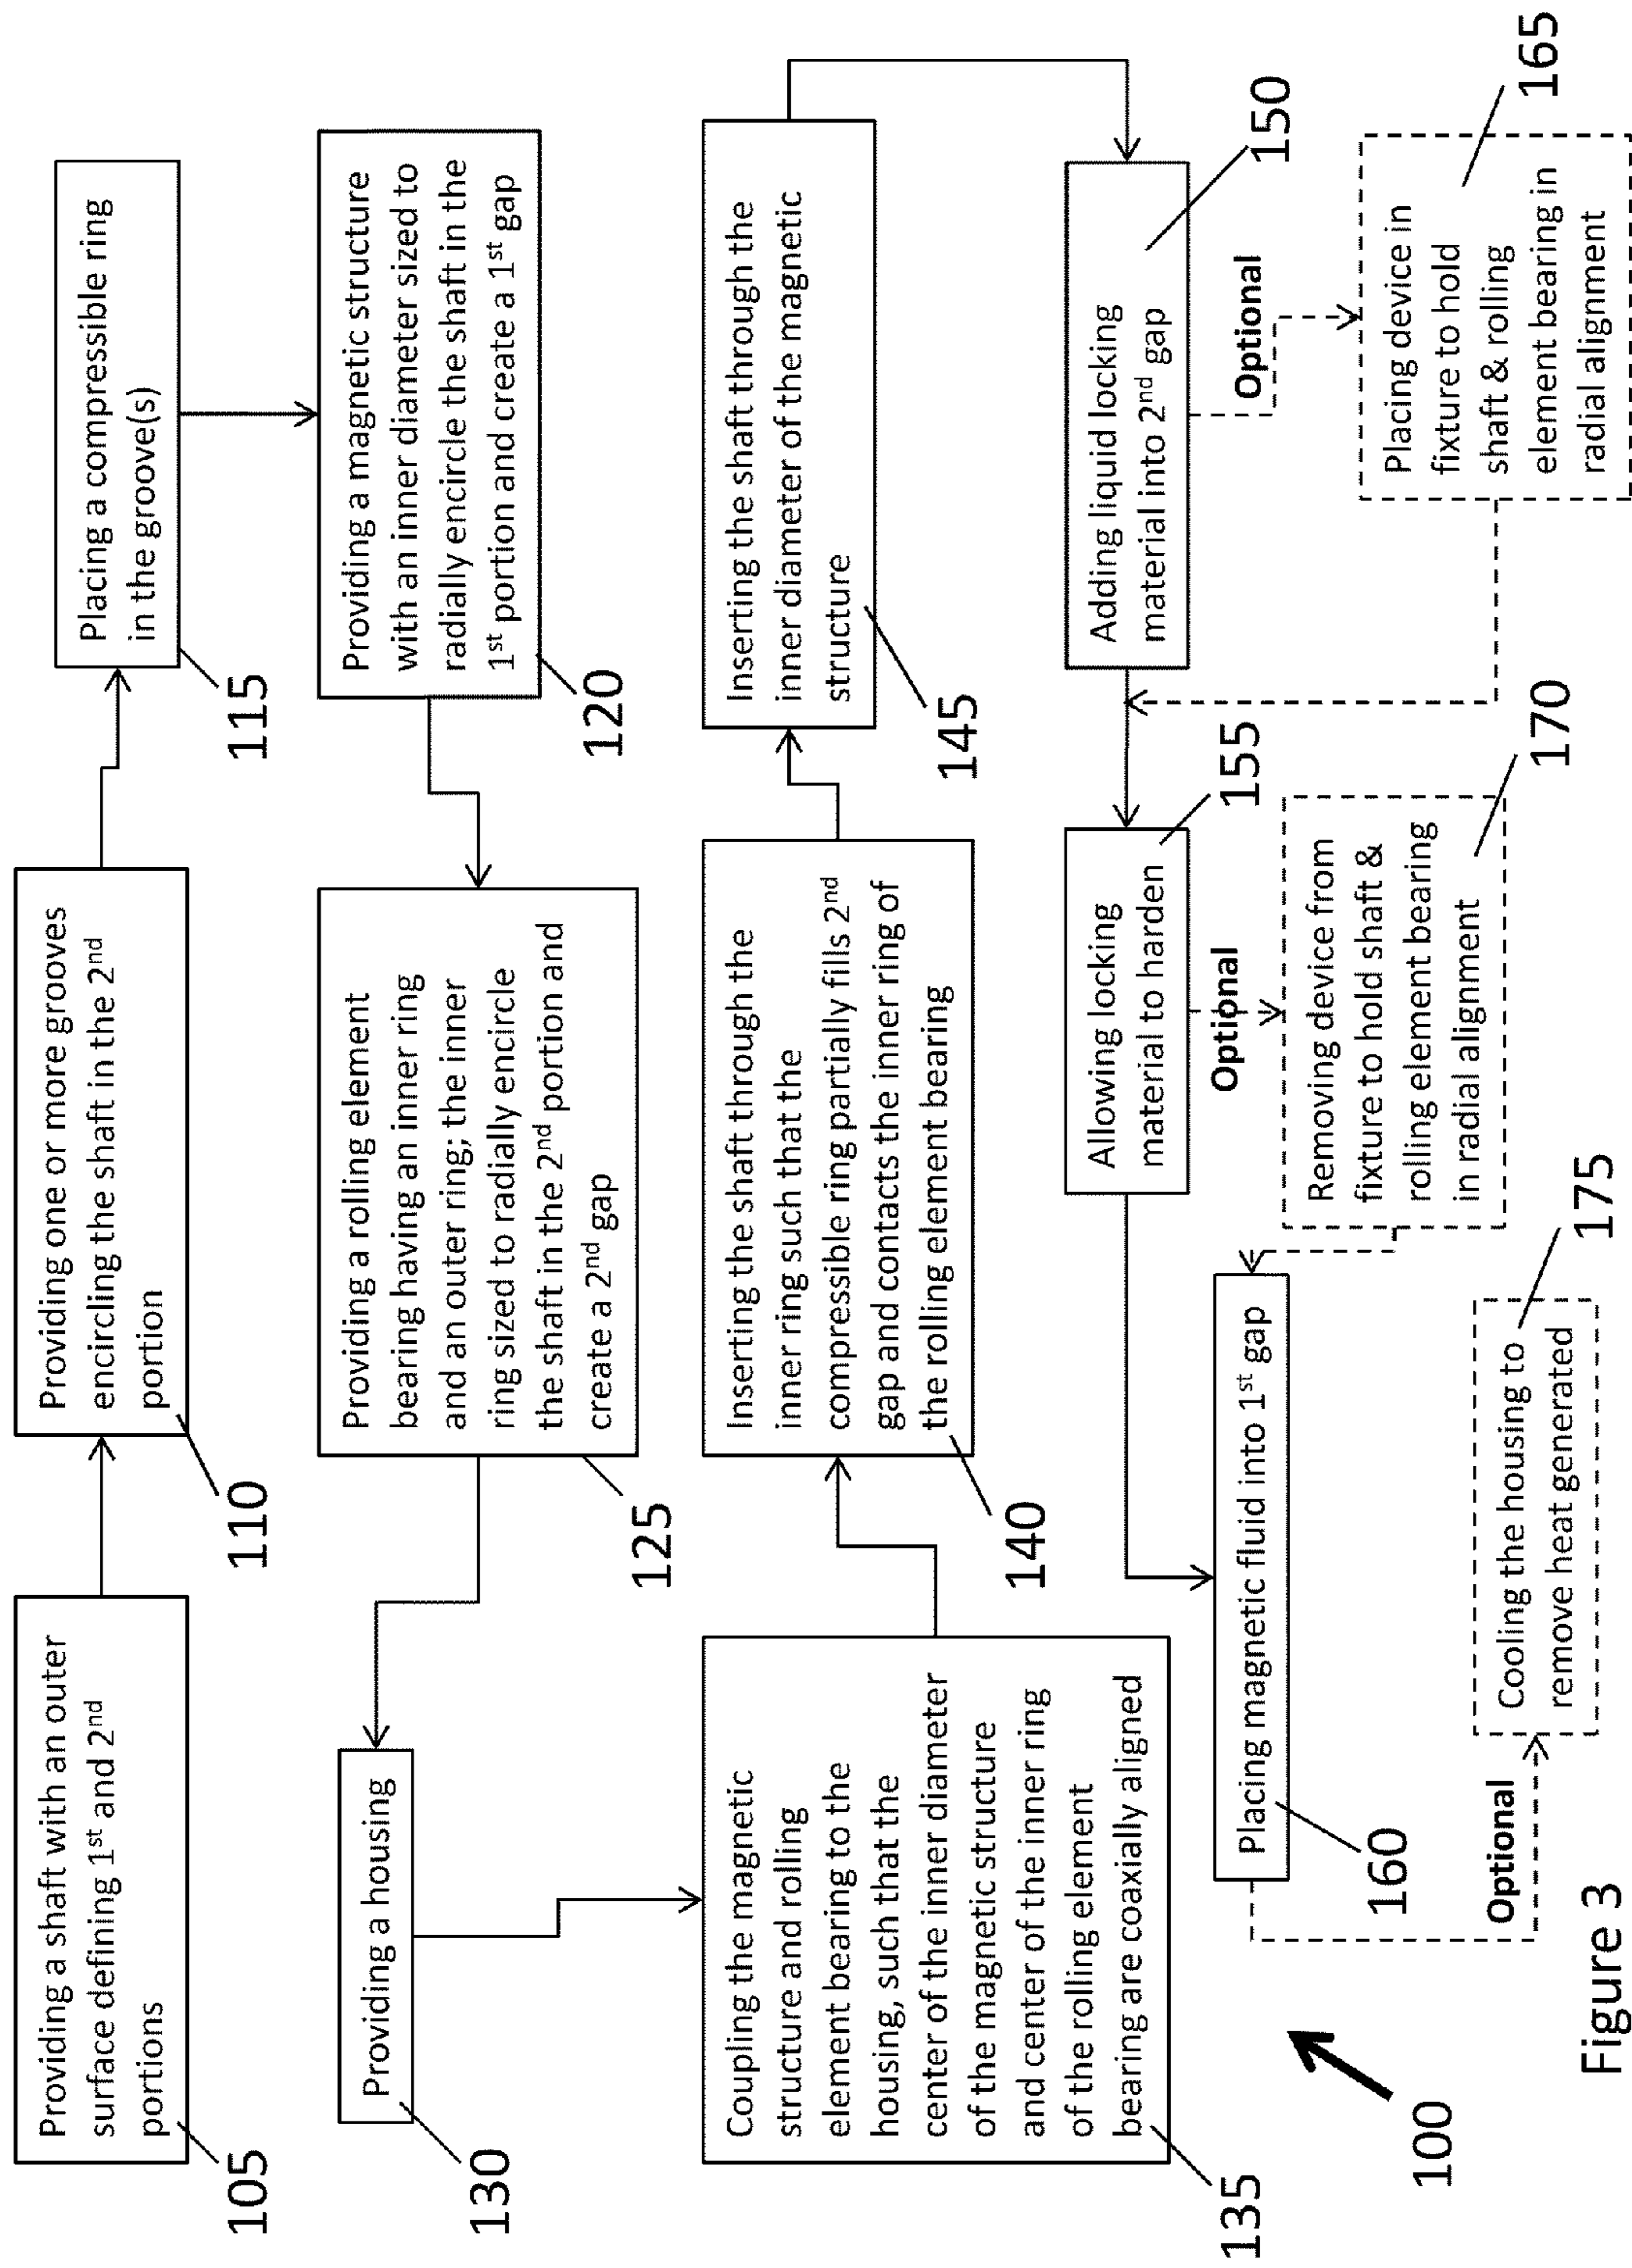 Providing a shaft with an outer
surface defining 1st and 2nd
portions
105
Providing one or more grooves
encircling the shaft in the 2nd
portion
110
Placing a compressible ring
in the groove(s)
115
Providing a magnetic structure
with an inner diameter sized to
radially encircle the shaft in the
1st portion and create a 1st gap
120
Providing a rolling element
bearing having an inner ring
and an outer ring; the inner
ring sized to radially encircle
the shaft in the 2nd portion and
create a 2nd gap
125
Providing a housing
130
Coupling the magnetic
structure and rolling
element bearing to the
housing, such that the
center of the inner diameter
of the magnetic structure
and center of the inner ring
of the rolling element
bearing are coaxially aligned
135
Inserting the shaft through the
inner ring such that the
compressible ring partially fills 2nd
gap and contacts the inner ring of
the rolling element bearing
140
Inserting the shaft through the
inner diameter of the magnetic
structure
145
Adding liquid locking
material into 2nd gap
150
Optional
Placing device in
fixture to hold
shaft & rolling
element bearing in
radial alignment
165
Allowing locking
material to harden
155
Optional
Removing device from
fixture to hold shaft &
rolling element bearing
in radial alignment
170
Placing magnetic fluid into 1st gap
160
Optional
Cooling the housing to
remove heat generated
175
100
Figure 3